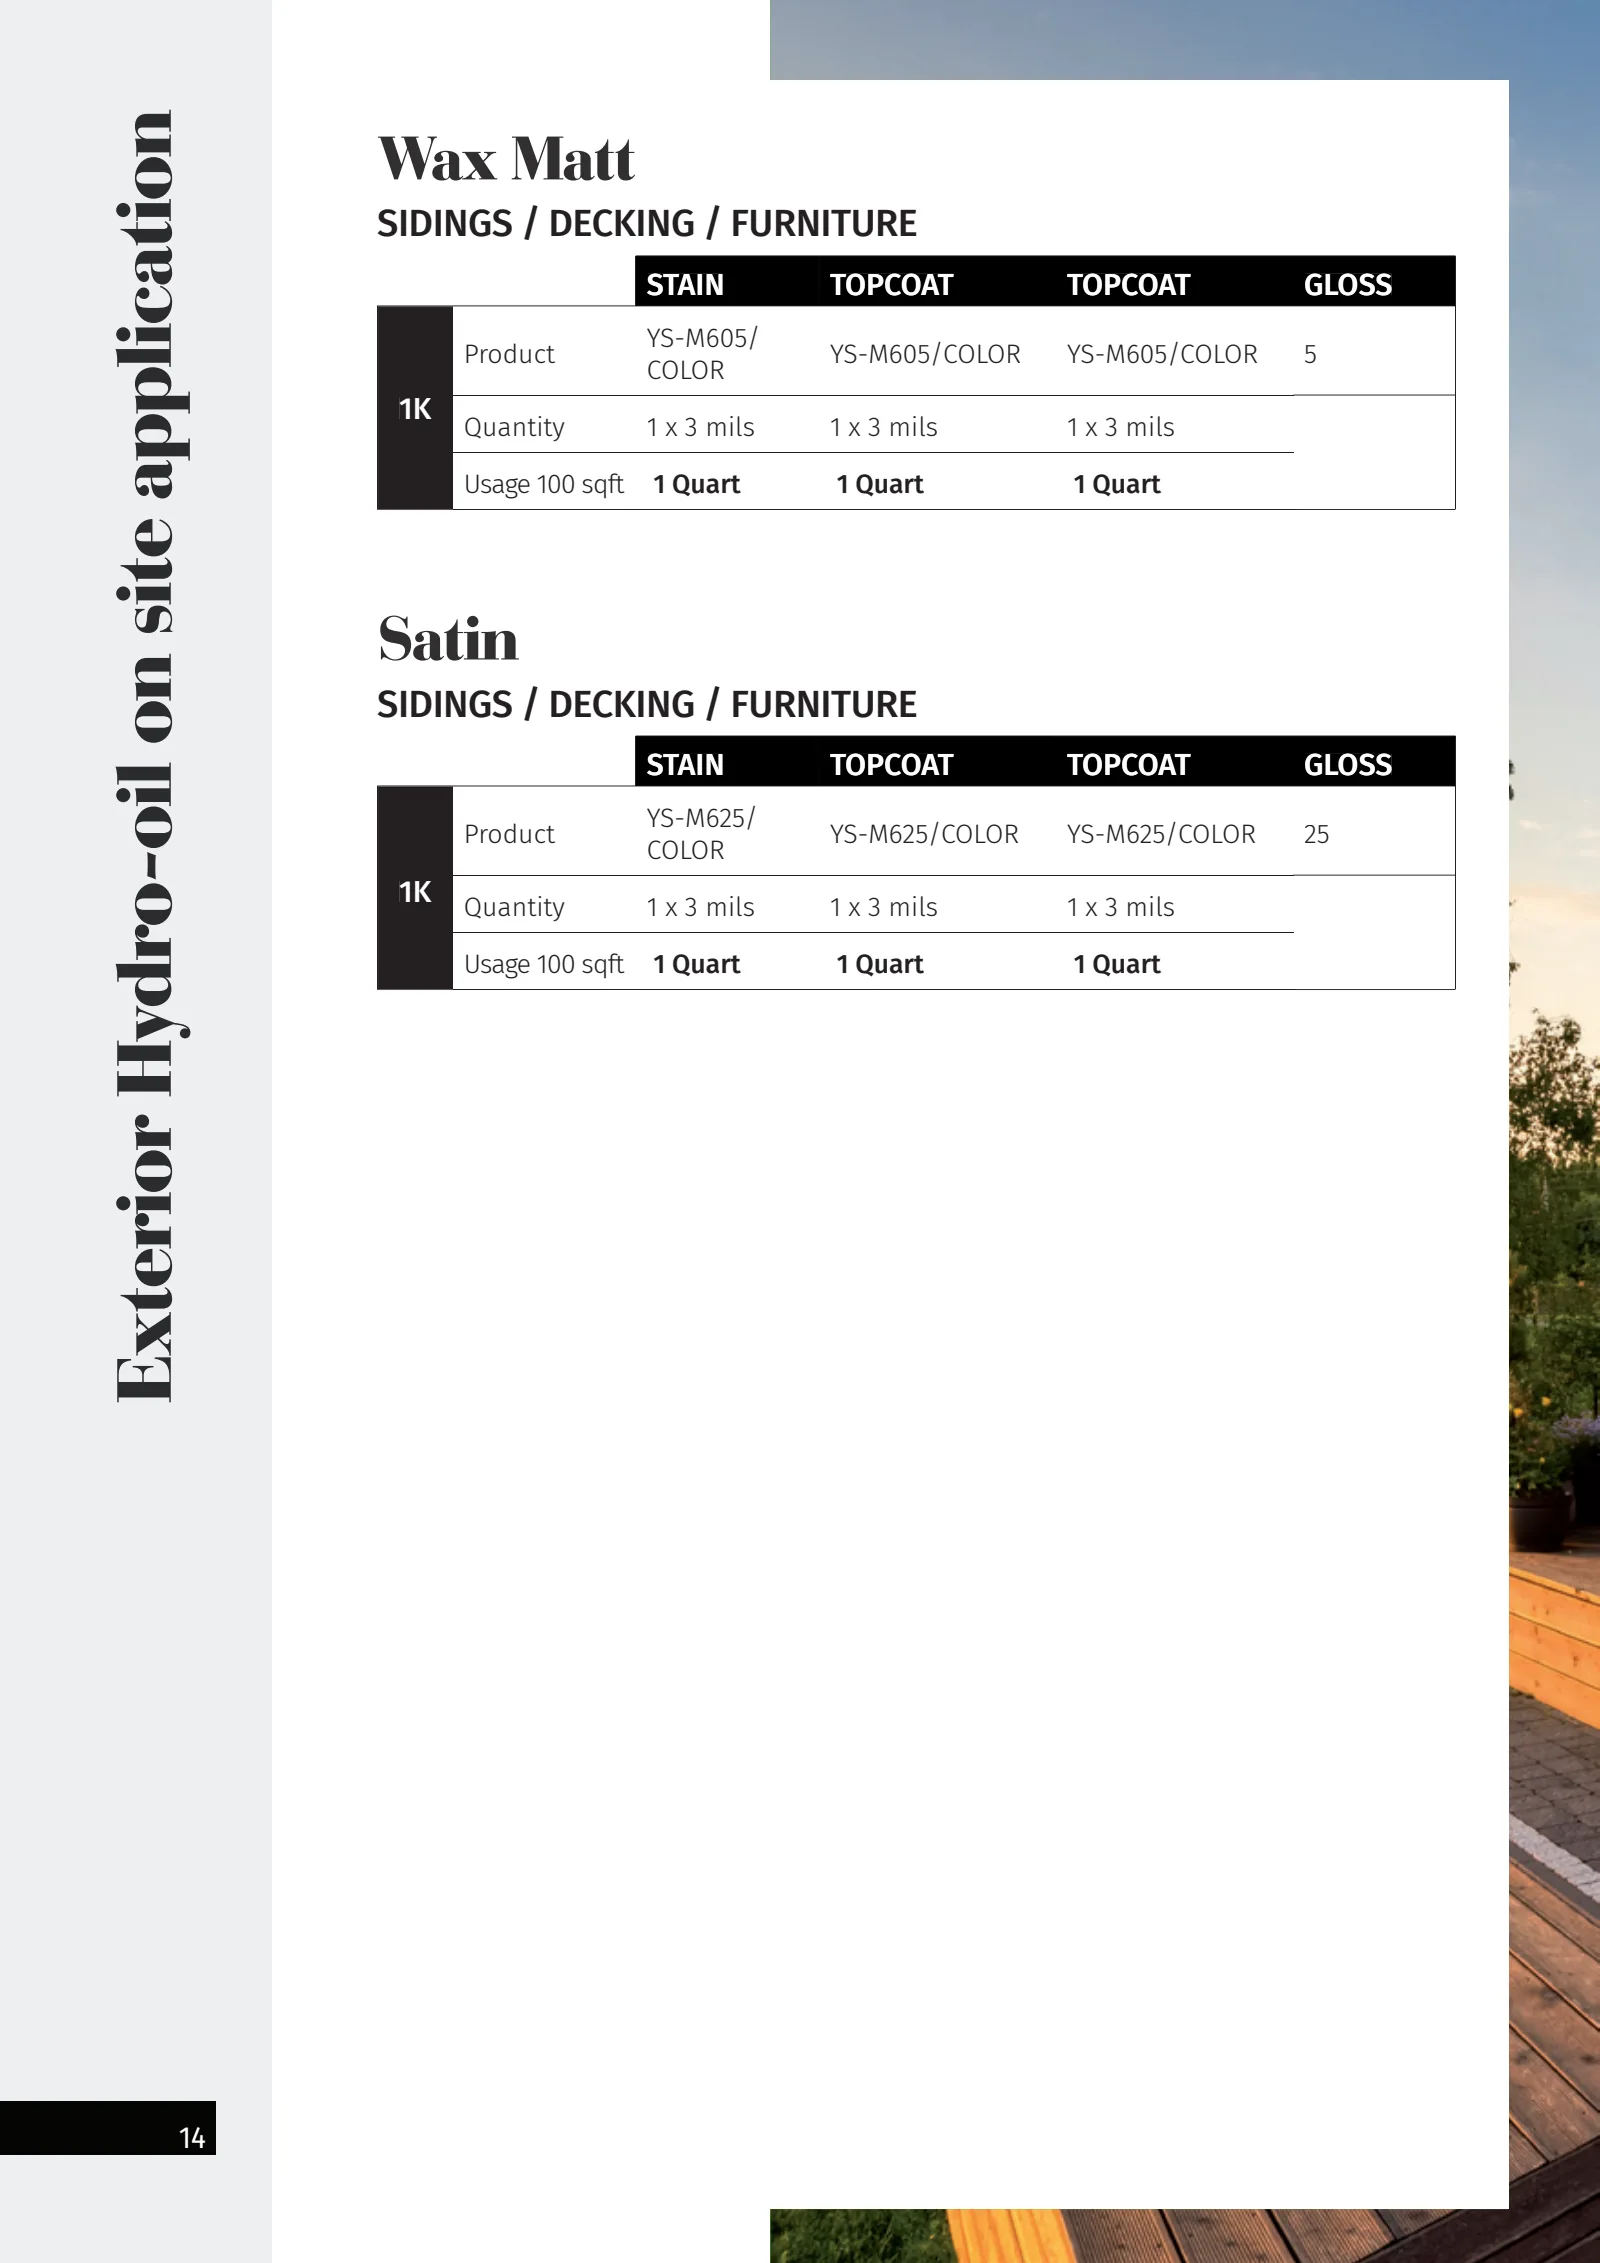 Exterior Hydro-oil on site application
Wax Matt
SIDINGS / DECKING / FURNITURE
STAIN TOPCOAT TOPCOAT GLOSS
1K
Product YS-M605/COLOR YS-M605/COLOR YS-M605/COLOR 5
Quantity 1 x 3 mils 1 x 3 mils 1 x 3 mils
Usage 100 sqft 1 Quart 1 Quart 1 Quart
Satin
SIDINGS / DECKING / FURNITURE
STAIN TOPCOAT TOPCOAT GLOSS
1K
Product YS-M625/COLOR YS-M625/COLOR YS-M625/COLOR 25
Quantity 1 x 3 mils 1 x 3 mils 1 x 3 mils
Usage 100 sqft 1 Quart 1 Quart 1 Quart
14